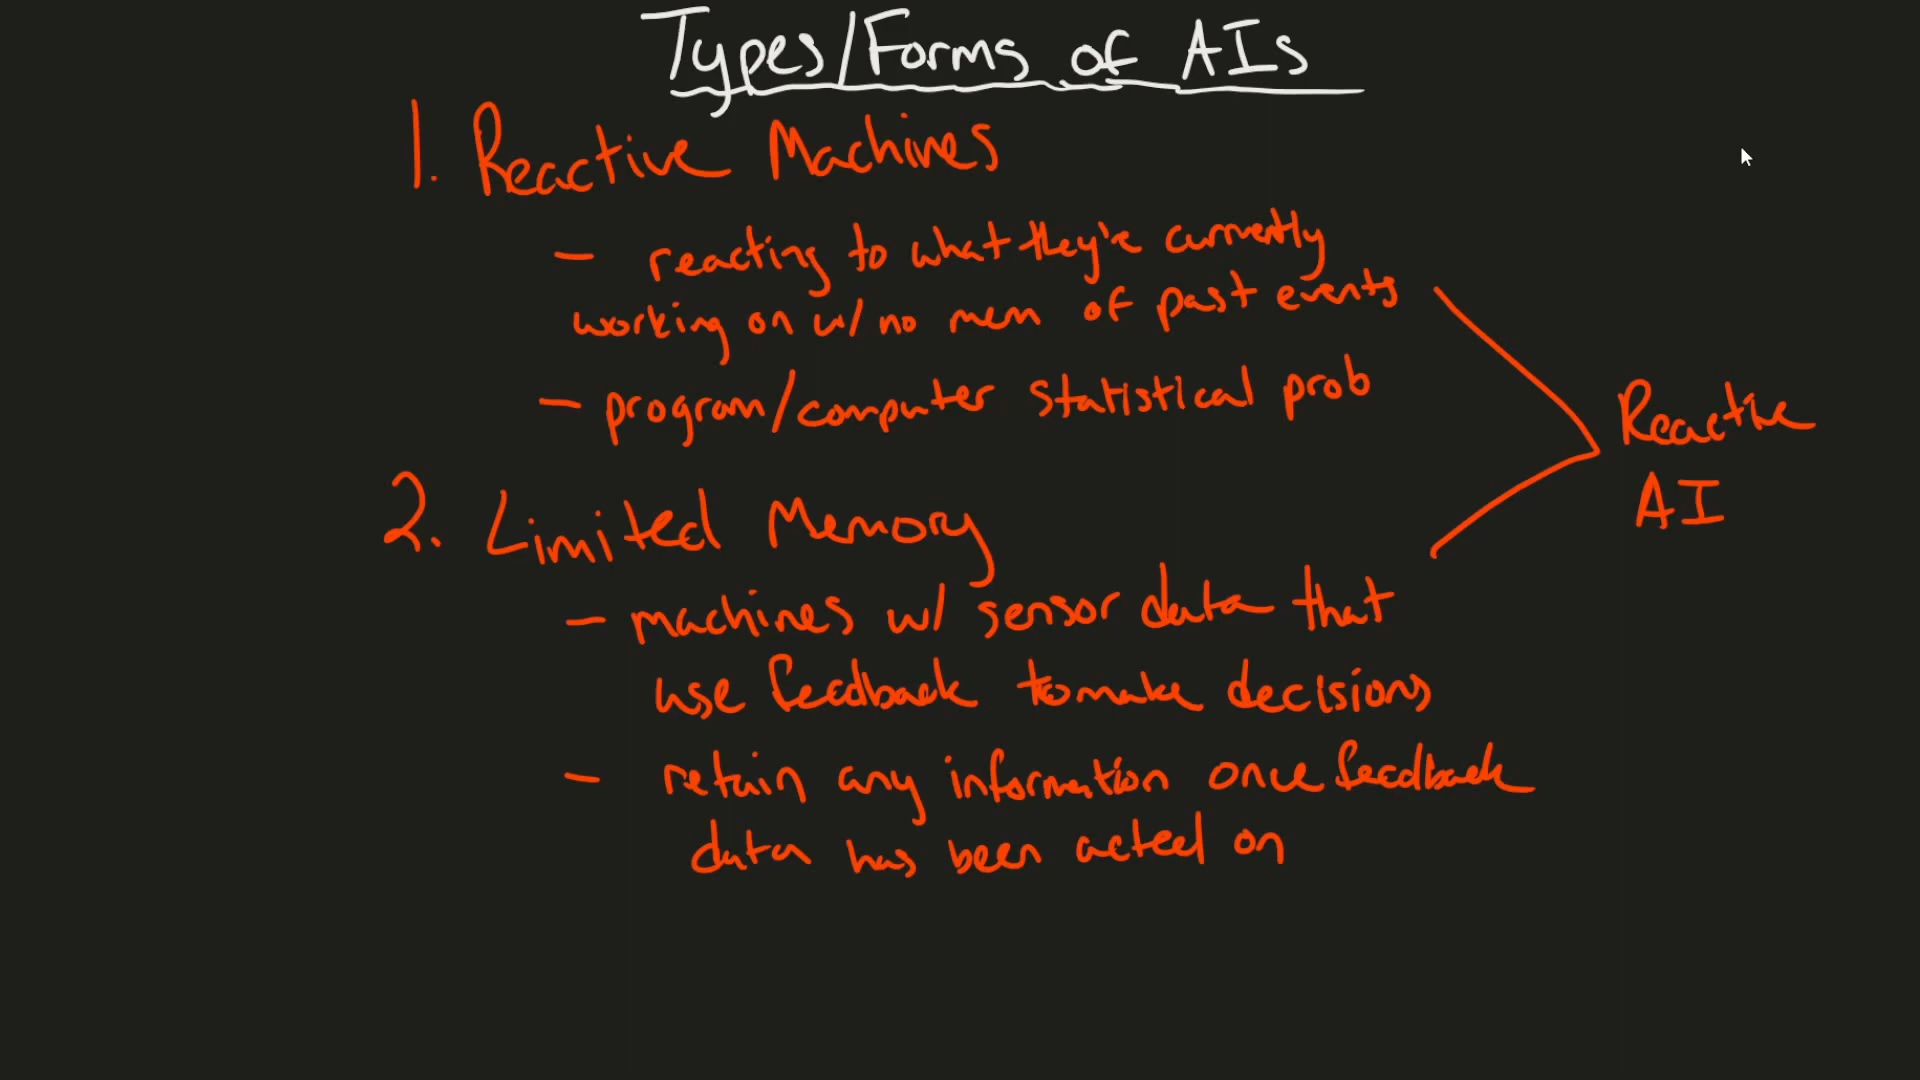 Types/Forms of AIs
1. Reactive Machines
- reacting to what they're currently
working on w/ no mem of past events
- program/computer statistical prob
Reactive
AI
2. Limited Memory
- machines w/ sensor data that
use feedback to make decisions
- retain any information once feedback
data has been acted on